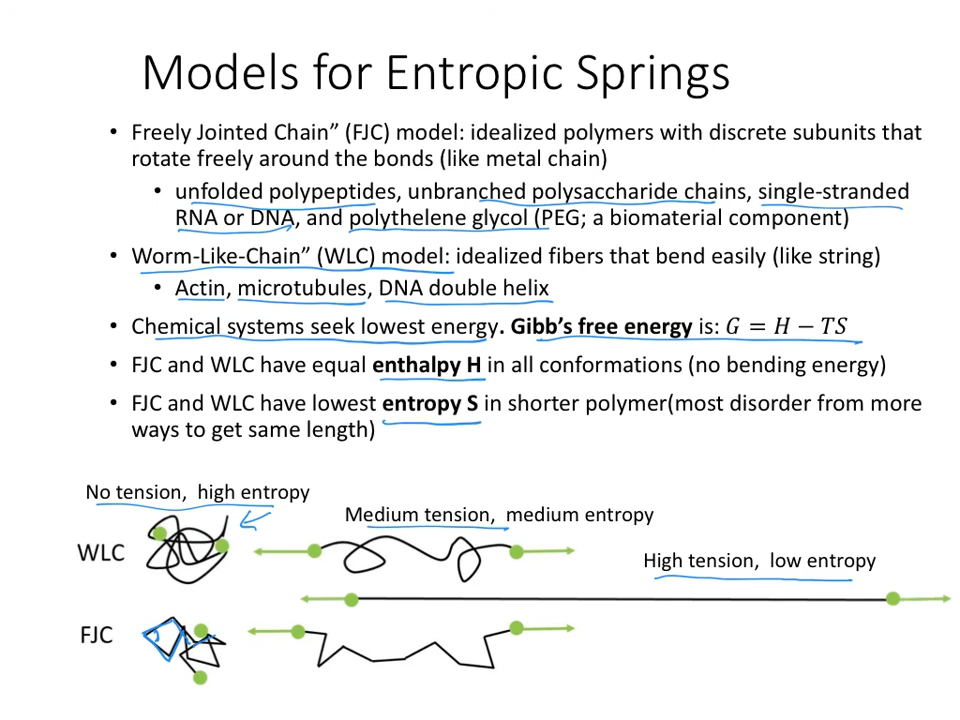 Models for Entropic Springs
• Freely Jointed Chain” (FJC) model: idealized polymers with discrete subunits that
rotate freely around the bonds (like metal chain)
• unfolded polypeptides, unbranched polysaccharide chains, single-stranded
RNA or DNA, and polythelene glycol (PEG; a biomaterial component)
• Worm-Like-Chain” (WLC) model: idealized fibers that bend easily (like string)
• Actin, microtubules, DNA double helix
• Chemical systems seek lowest energy. Gibb’s free energy is: G = H − TS
• FJC and WLC have equal enthalpy H in all conformations (no bending energy)
• FJC and WLC have lowest entropy S in shorter polymer(most disorder from more
ways to get same length)
No tension, high entropy
Medium tension, medium entropy
WLC
High tension, low entropy
FJC